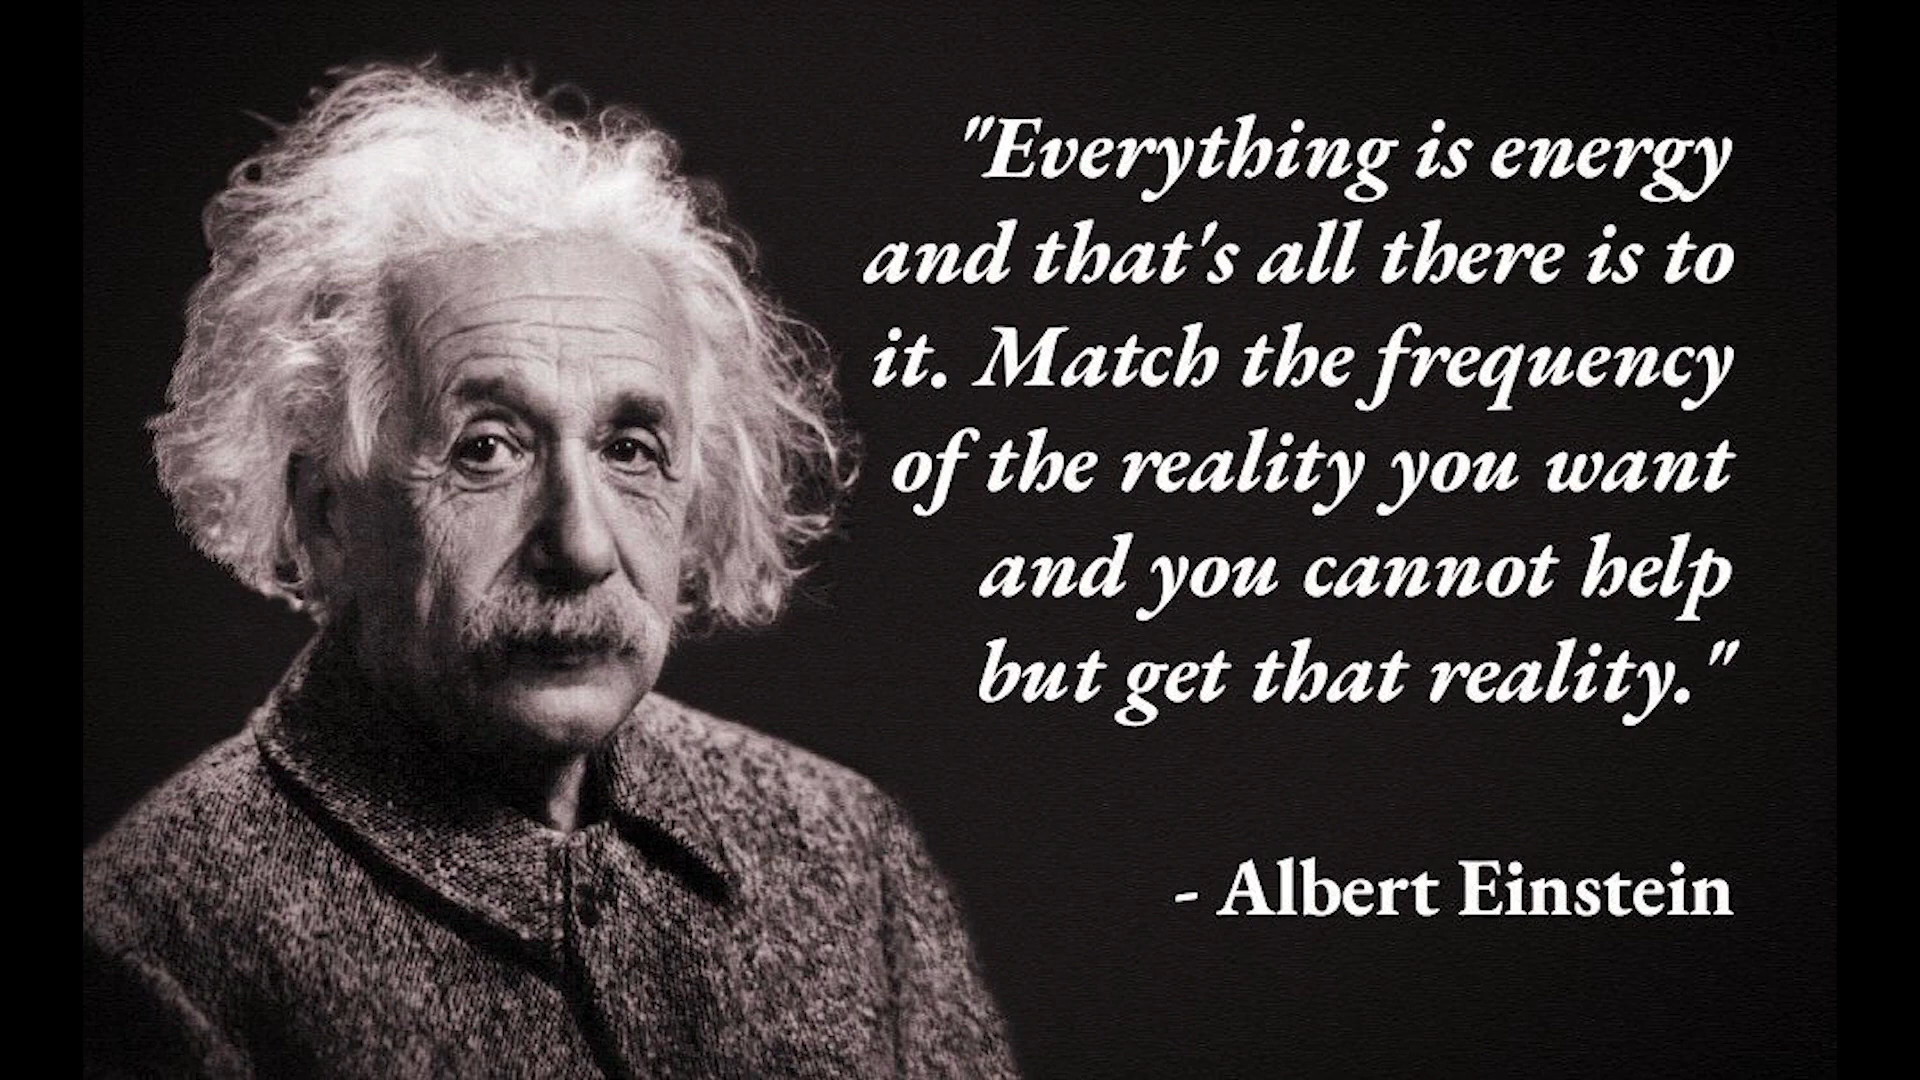 "Everything is energy
and that's all there is to
it. Match the frequency
of the reality you want
and you cannot help
but get that reality."
- Albert Einstein